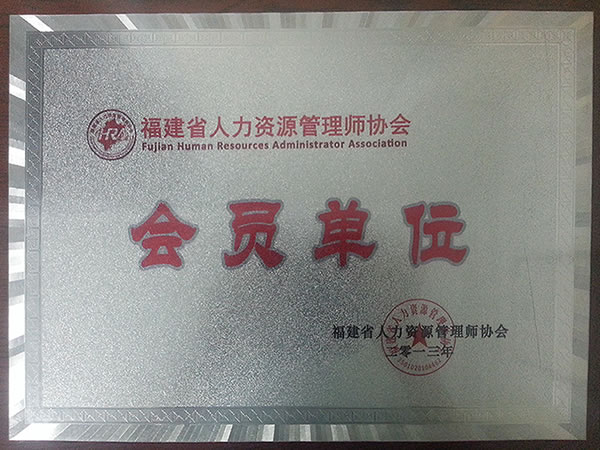 福建省人力资源管理师协会
Fujian Human Resources Administrator Association
会员单位
福建省人力资源管理师协会
二零一三年